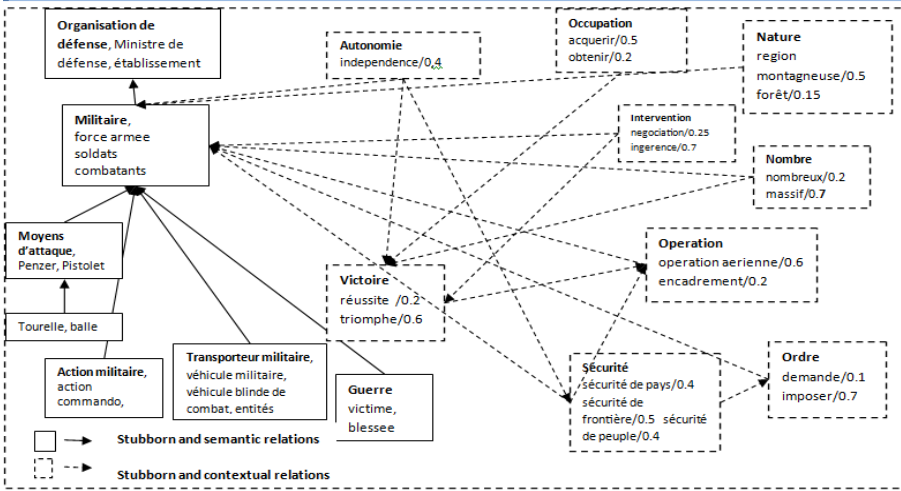 Organisation de
défense, Ministre de
défense, établissement
Autonomie
independence/0,4
Occupation
acquerir/0.5
obtenir/0.2
Nature
region
montagneuse/0.5
forêt/0.15
Militaire,
force armee
soldats
combatants
Intervention
negociation/0.25
ingerence/0.7
Nombre
nombreux/0.2
massif/0.7
Moyens
d'attaque,
Penzer, Pistolet
Victoire
réussite /0.2
triomphe/0.6
Operation
operation aerienne/0.6
encadrement/0.2
Tourelle, balle
Action militaire,
action
commando,
Transporteur militaire,
véhicule militaire,
véhicule blinde de
combat, entités
Guerre
victime,
blessee
Sécurité
sécurité de pays/0.4
sécurité de
frontière/0.5 sécurité
de peuple/0.4
Ordre
demande/0.1
imposer/0.7
Stubborn and semantic relations
Stubborn and contextual relations